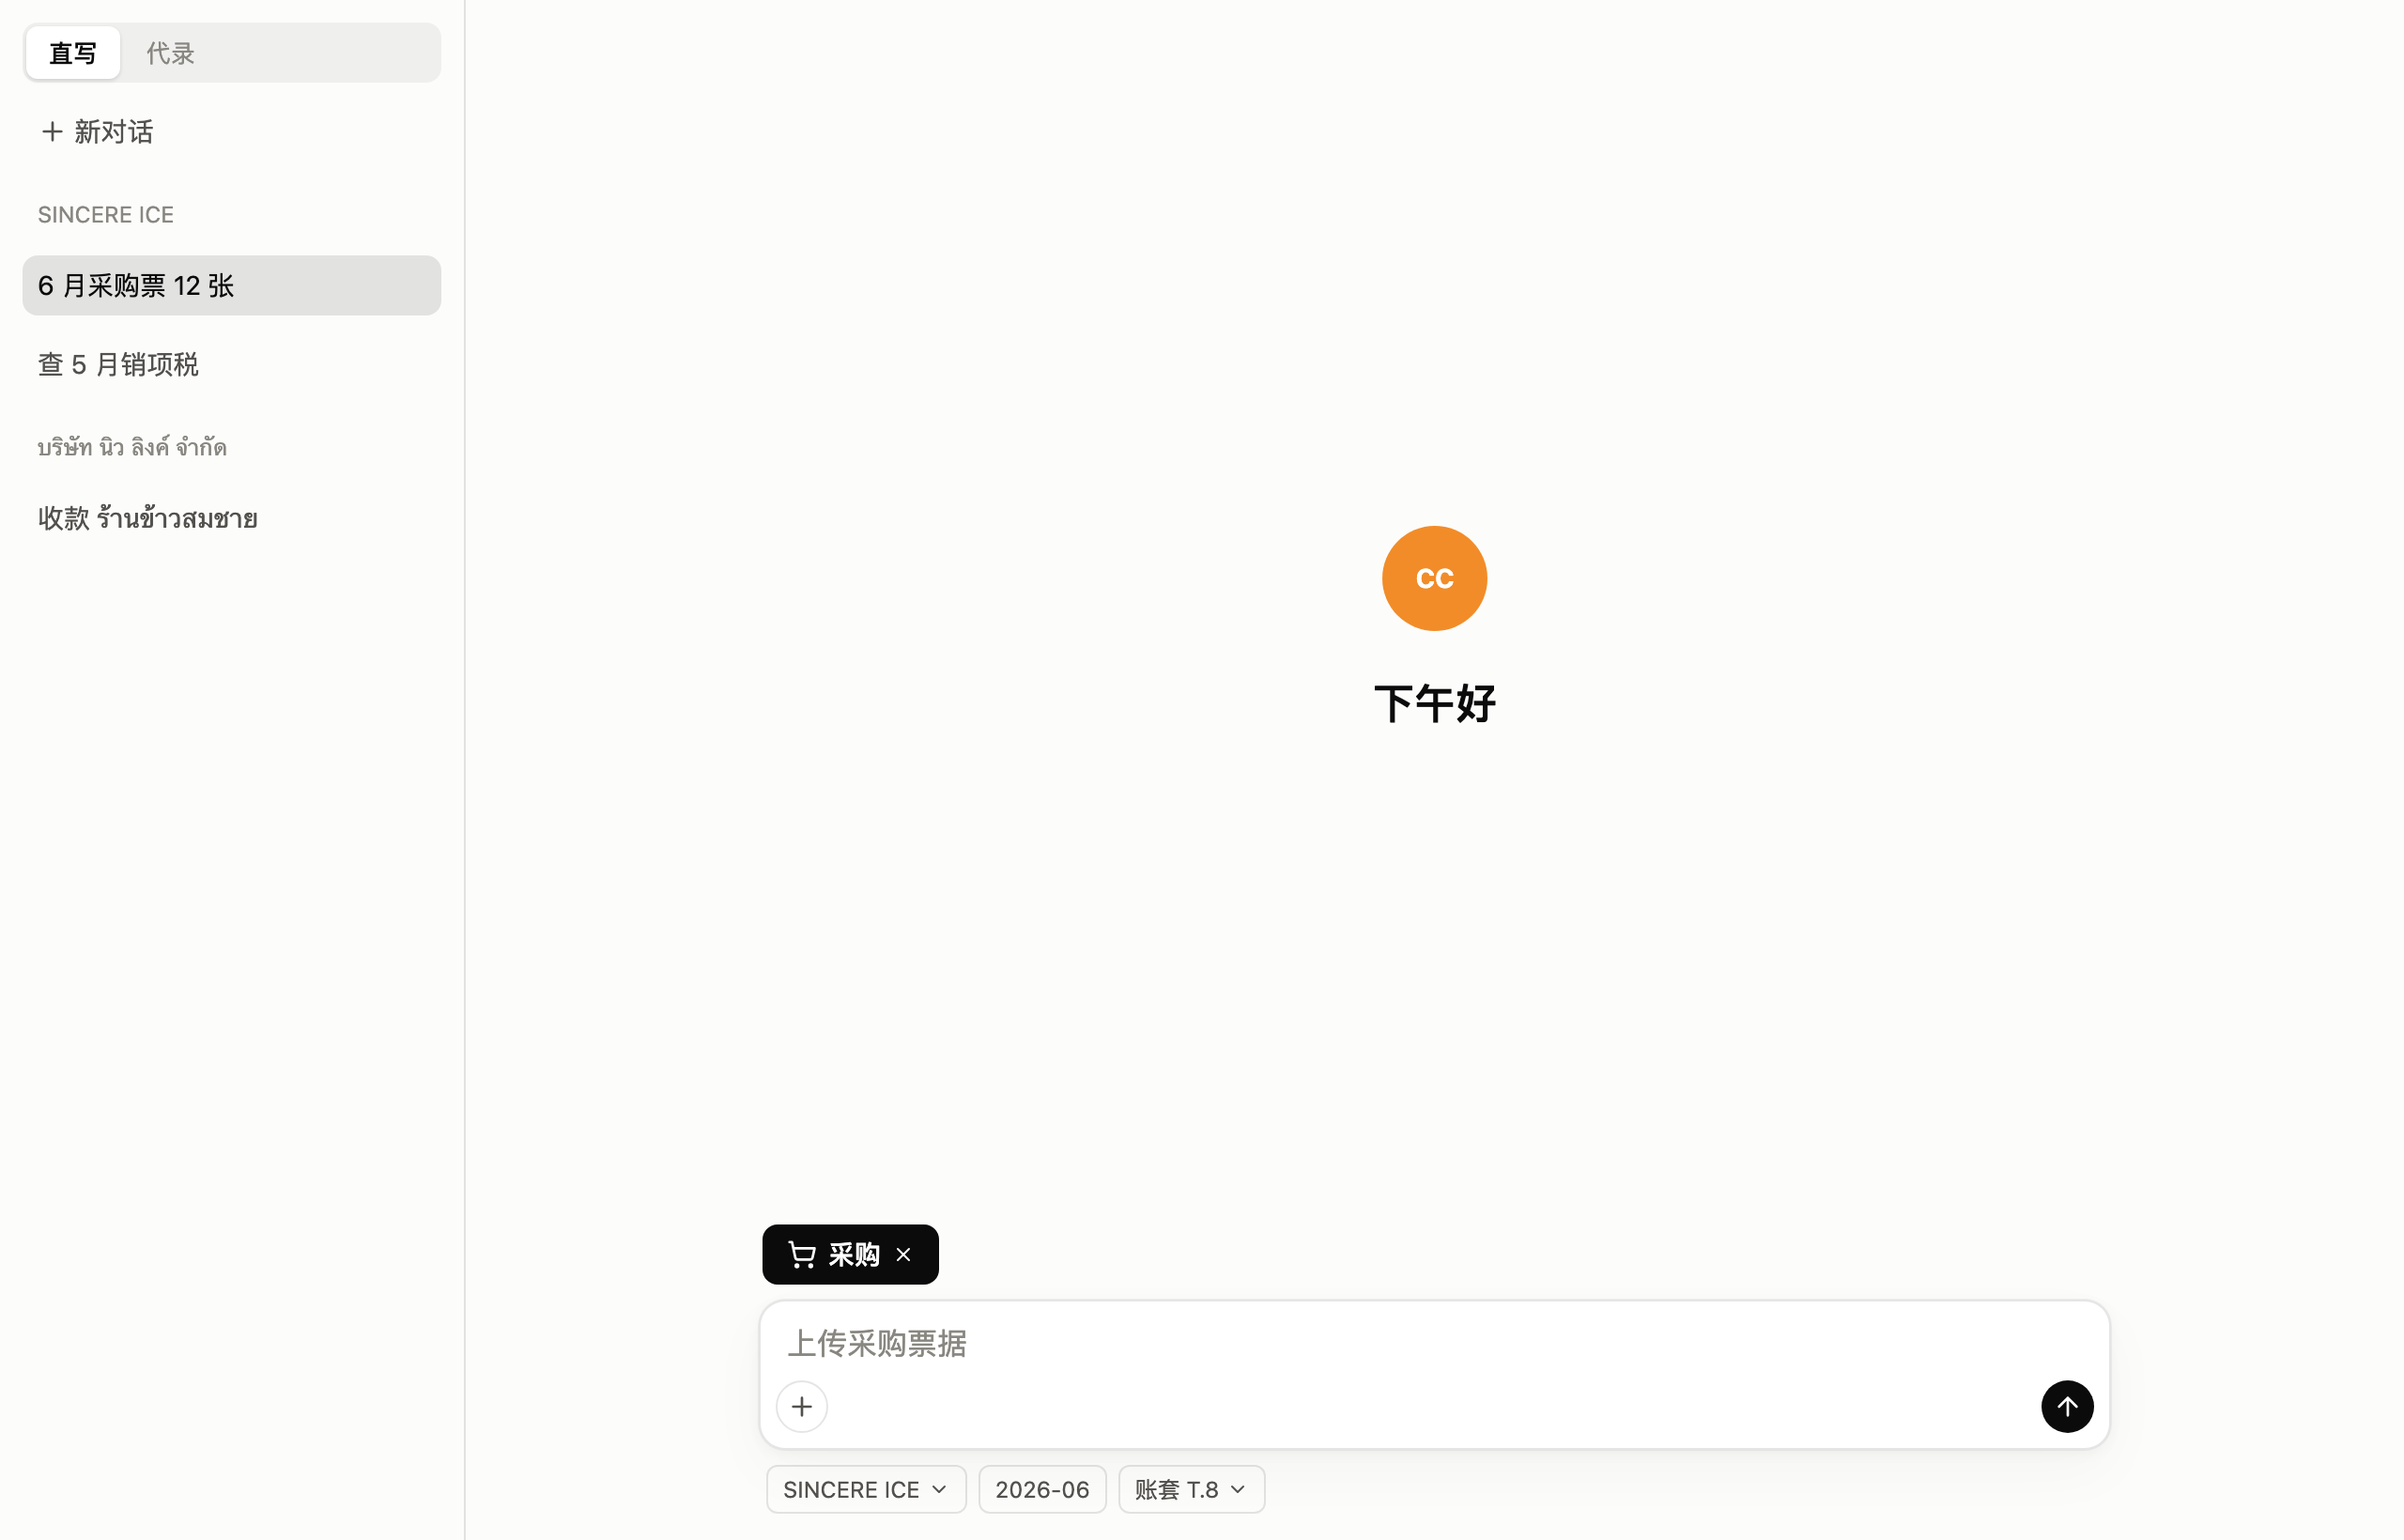 直写 代录
新对话
SINCERE ICE
6 月采购票 12 张
查 5 月销项税
บริษัท นิว ลิงค์ จำกัด
收款 ร้านข้าวสมชาย
CC
下午好
采购
上传采购票据
SINCERE ICE 2026-06 账套 T.8